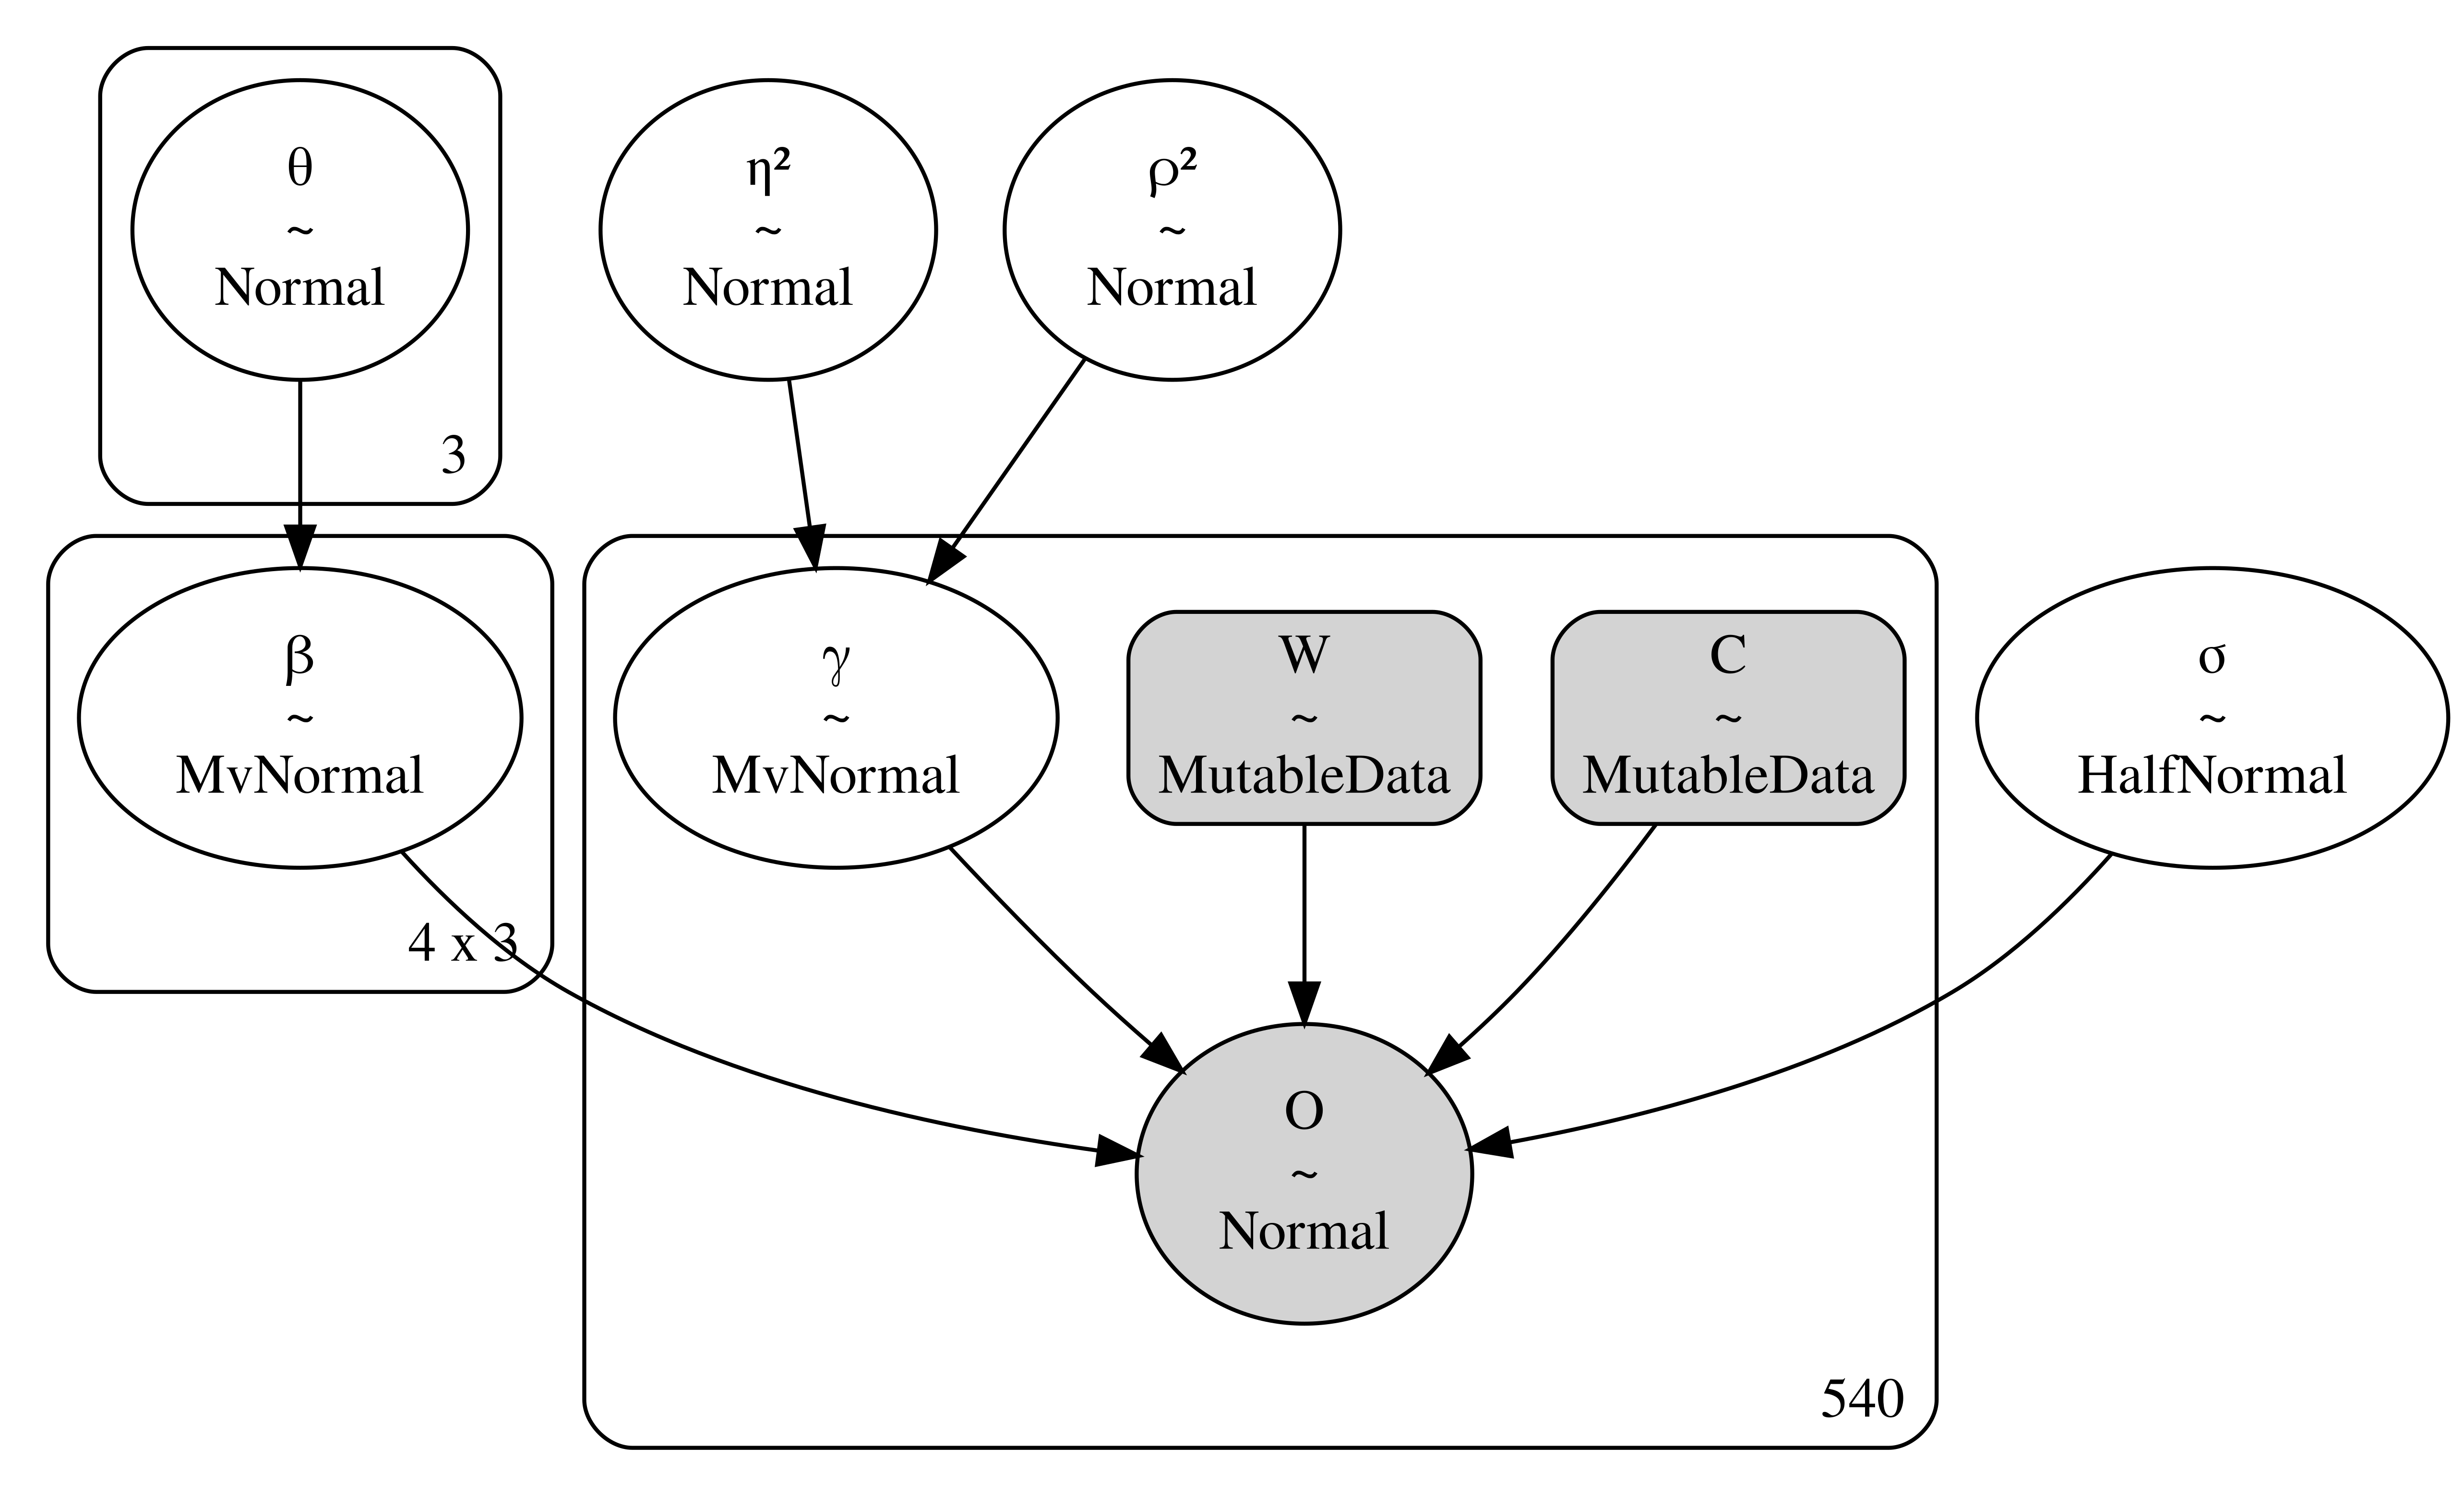 θ
~
Normal
3
η²
~
Normal
ρ²
~
Normal
β
~
MvNormal
4 x 3
γ
~
MvNormal
W
~
MutableData
C
~
MutableData
σ
~
HalfNormal
O
~
Normal
540